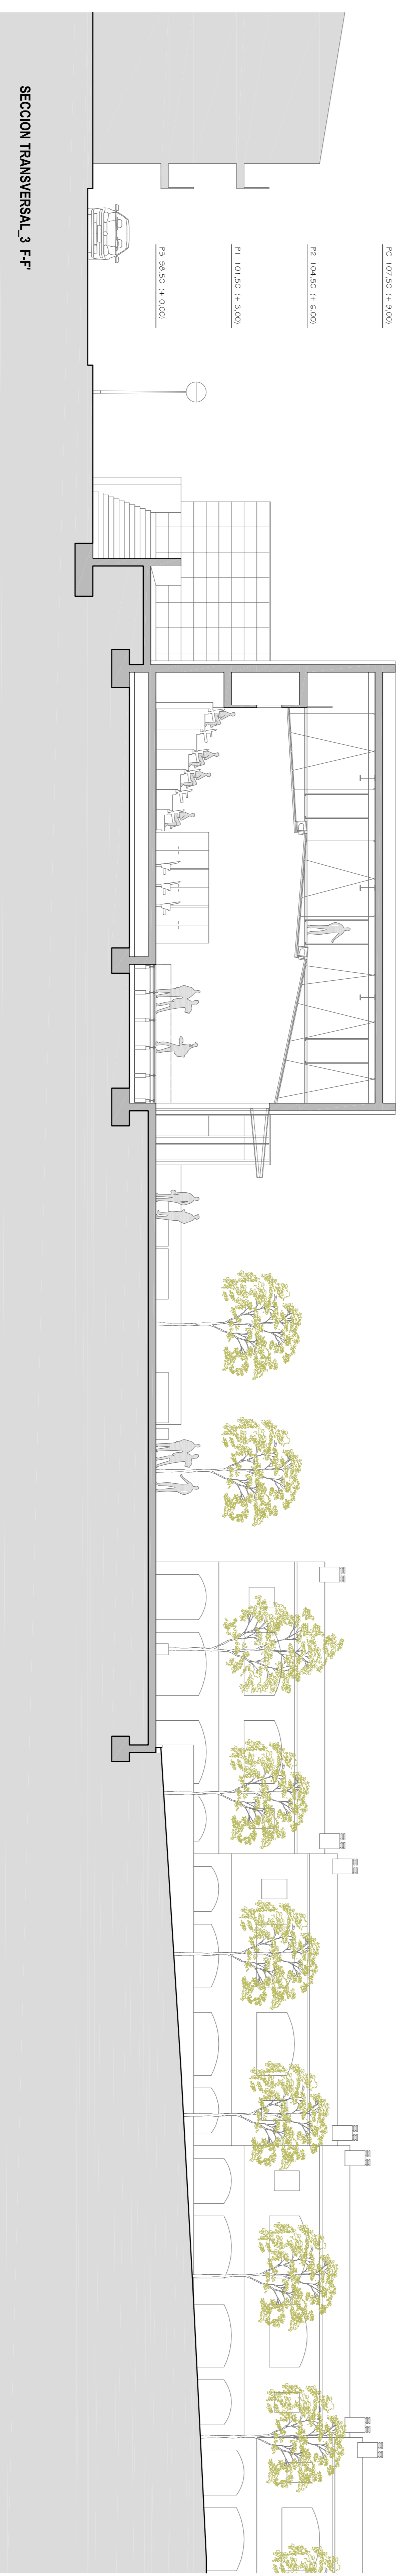 PC 107,50 (+ 9,00)
P2 104,50 (+ 6,00)
P1 101,50 (+ 3,00)
PB 98,50 (+ 0,00)
SECCION TRANSVERSAL_3 F-F'